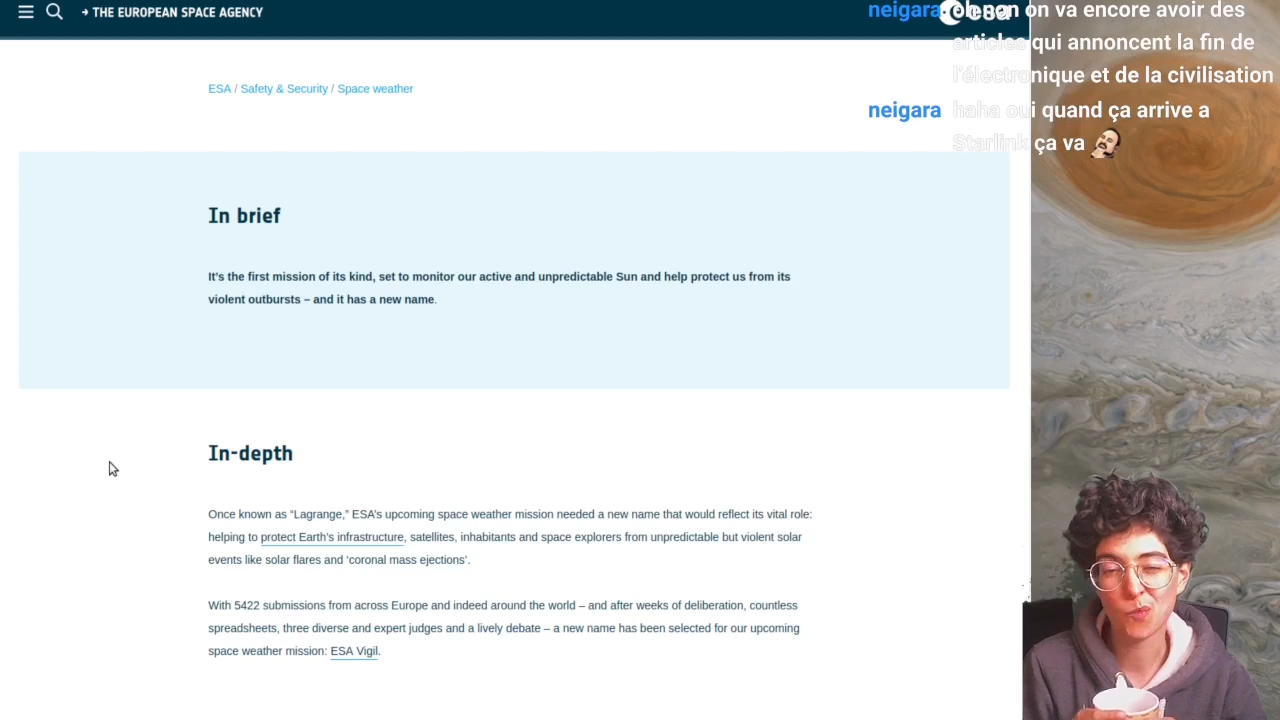 → THE EUROPEAN SPACE AGENCY
esa
neigara oh non on va encore avoir des
articles qui annoncent la fin de
l'électronique et de la civilisation
neigara haha oui quand ça arrive a
Starlink ça va
ESA / Safety & Security / Space weather
In brief
It's the first mission of its kind, set to monitor our active and unpredictable Sun and help protect us from its
violent outbursts – and it has a new name.
In-depth
Once known as “Lagrange,” ESA's upcoming space weather mission needed a new name that would reflect its vital role:
helping to protect Earth's infrastructure, satellites, inhabitants and space explorers from unpredictable but violent solar
events like solar flares and ‘coronal mass ejections’.
With 5422 submissions from across Europe and indeed around the world – and after weeks of deliberation, countless
spreadsheets, three diverse and expert judges and a lively debate – a new name has been selected for our upcoming
space weather mission: ESA Vigil.